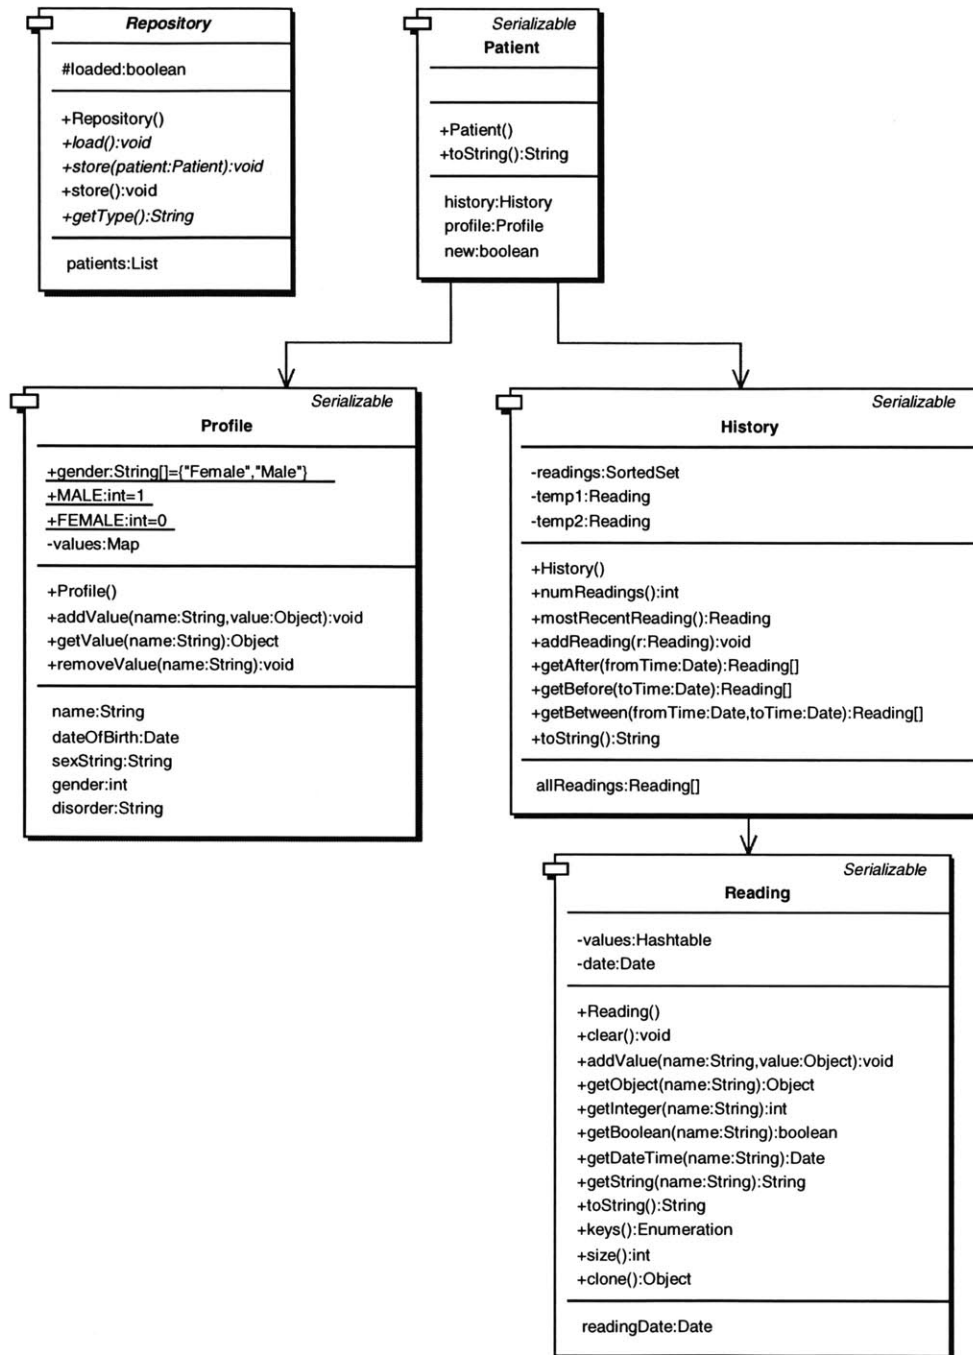 Repository
#loaded:boolean
+Repository()
+load():void
+store(patient:Patient):void
+store():void
+getType():String
patients:List
Serializable
Patient
+Patient()
+toString():String
history:History
profile:Profile
new:boolean
Serializable
Profile
+gender:String[]={"Female","Male"}
+MALE:int=1
+FEMALE:int=0
-values:Map
+Profile()
+addValue(name:String,value:Object):void
+getValue(name:String):Object
+removeValue(name:String):void
name:String
dateOfBirth:Date
sexString:String
gender:int
disorder:String
Serializable
History
-readings:SortedSet
-temp1:Reading
-temp2:Reading
+History()
+numReadings():int
+mostRecentReading():Reading
+addReading(r:Reading):void
+getAfter(fromTime:Date):Reading[]
+getBefore(toTime:Date):Reading[]
+getBetween(fromTime:Date,toTime:Date):Reading[]
+toString():String
allReadings:Reading[]
Serializable
Reading
-values:Hashtable
-date:Date
+Reading()
+clear():void
+addValue(name:String,value:Object):void
+getObject(name:String):Object
+getInteger(name:String):int
+getBoolean(name:String):boolean
+getDateTime(name:String):Date
+getString(name:String):String
+toString():String
+keys():Enumeration
+size():int
+clone():Object
readingDate:Date